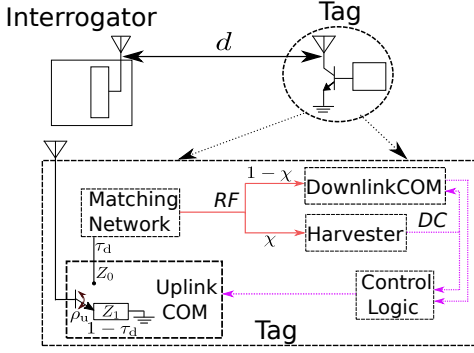 Interrogator
Tag
d
Matching
Network
RF
1 − χ
χ
DownlinkCOM
Harvester
DC
τd
Z0
Uplink
COM
Control
Logic
ρu
Z1
1 − τd
Tag